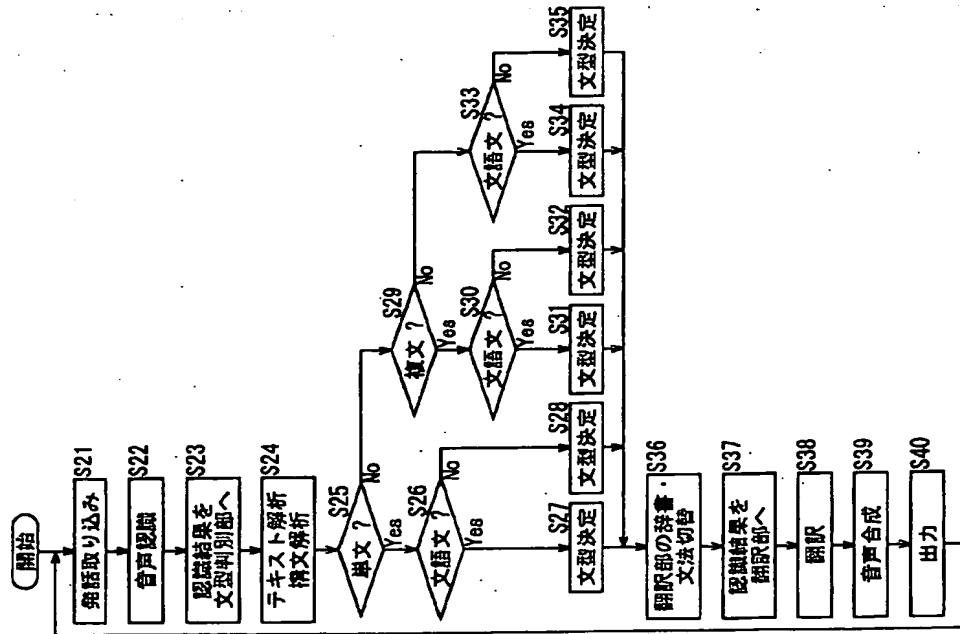 開始
S21
発話取り込み
S22
音声認識
S23
認識結果を
文型判別部へ
S24
テキスト解析
構文解析
S25
単文？
Yes
No
S26
文語文？
Yes
No
S27
文型決定
S28
文型決定
S29
複文？
Yes
No
S30
文語文？
Yes
No
S31
文型決定
S32
文型決定
S33
文語文？
Yes
No
S34
文型決定
S35
文型決定
S36
翻訳部の辞書・
文法切替
S37
認識結果を
翻訳部へ
S38
翻訳
S39
音声合成
S40
出力